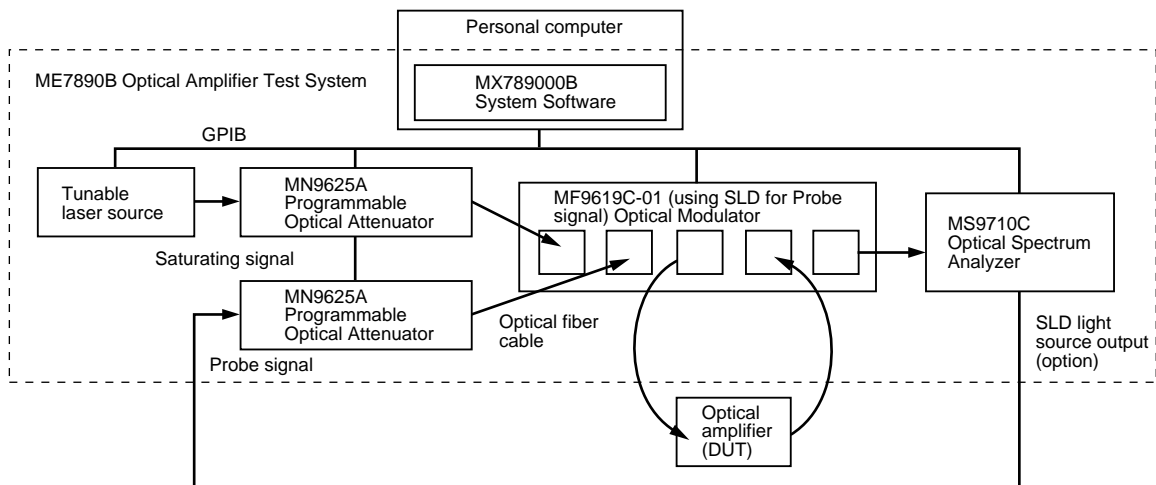 Personal computer
ME7890B Optical Amplifier Test System
MX789000B
System Software
GPIB
Tunable
laser source
MN9625A
Programmable
Optical Attenuator
MF9619C-01 (using SLD for Probe
signal) Optical Modulator
MS9710C
Optical Spectrum
Analyzer
Saturating signal
MN9625A
Programmable
Optical Attenuator
Optical fiber
cable
SLD light
source output
(option)
Probe signal
Optical
amplifier
(DUT)